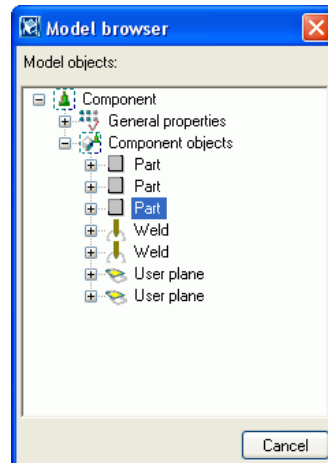 Model browser
Model objects:
Component
General properties
Component objects
Part
Part
Part
Weld
Weld
User plane
User plane
Cancel